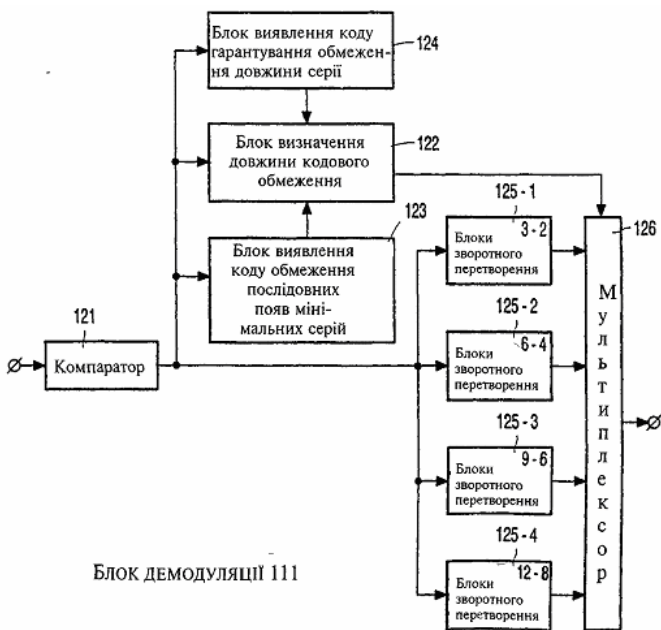 Блок виявлення коду
гарантування обмежен-
ня довжини серії
124
Блок визначення
довжини кодового
обмеження
122
123
Блок виявлення
коду обмеження
послідовних
появ міні-
мальних серій
121
Компаратор
125-1
3-2
Блоки
зворотного
перетворення
125-2
6-4
Блоки
зворотного
перетворення
125-3
9-6
Блоки
зворотного
перетворення
125-4
12-8
Блоки
зворотного
перетворення
126
Мультиплексор
БЛОК ДЕМОДУЛЯЦІЇ 111